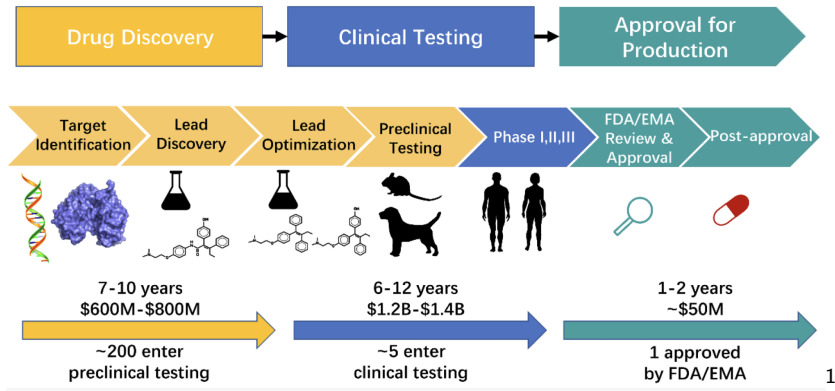 Drug Discovery
Clinical Testing
Approval for
Production
Target
Identification
Lead
Discovery
Lead
Optimization
Preclinical
Testing
Phase I,II,III
FDA/EMA
Review &
Approval
Post-approval
OH
OH
7-10 years
$600M-$800M
6-12 years
$1.2B-$1.4B
1-2 years
~$50M
~200 enter
preclinical testing
~5 enter
clinical testing
1 approved
by FDA/EMA
1